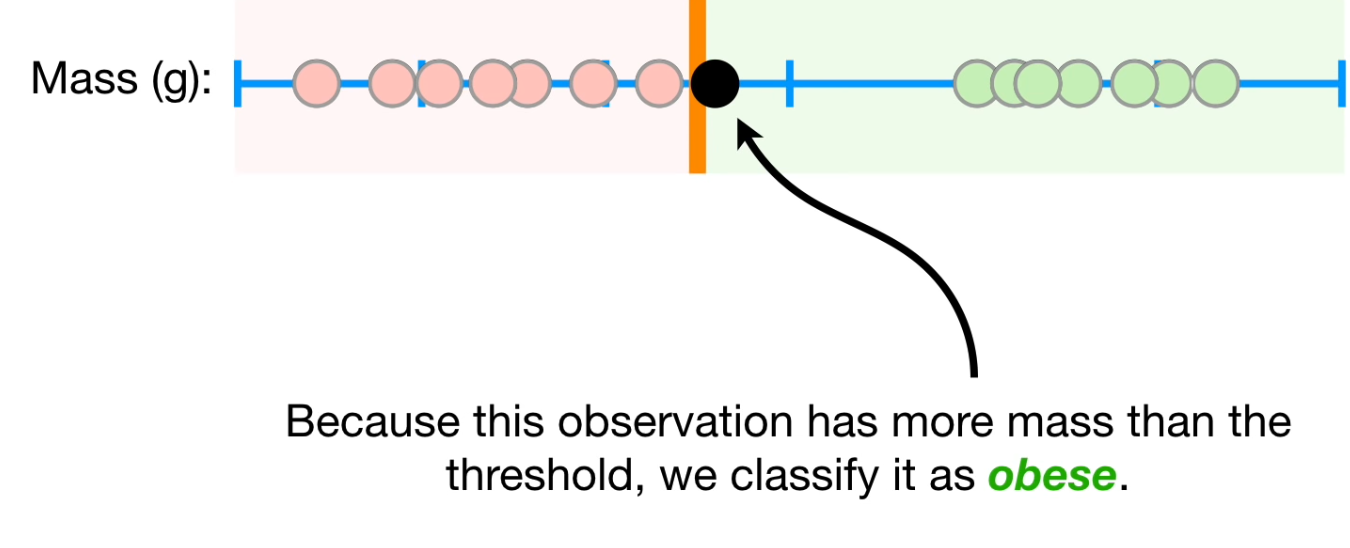 Mass (g):
Because this observation has more mass than the
threshold, we classify it as obese.